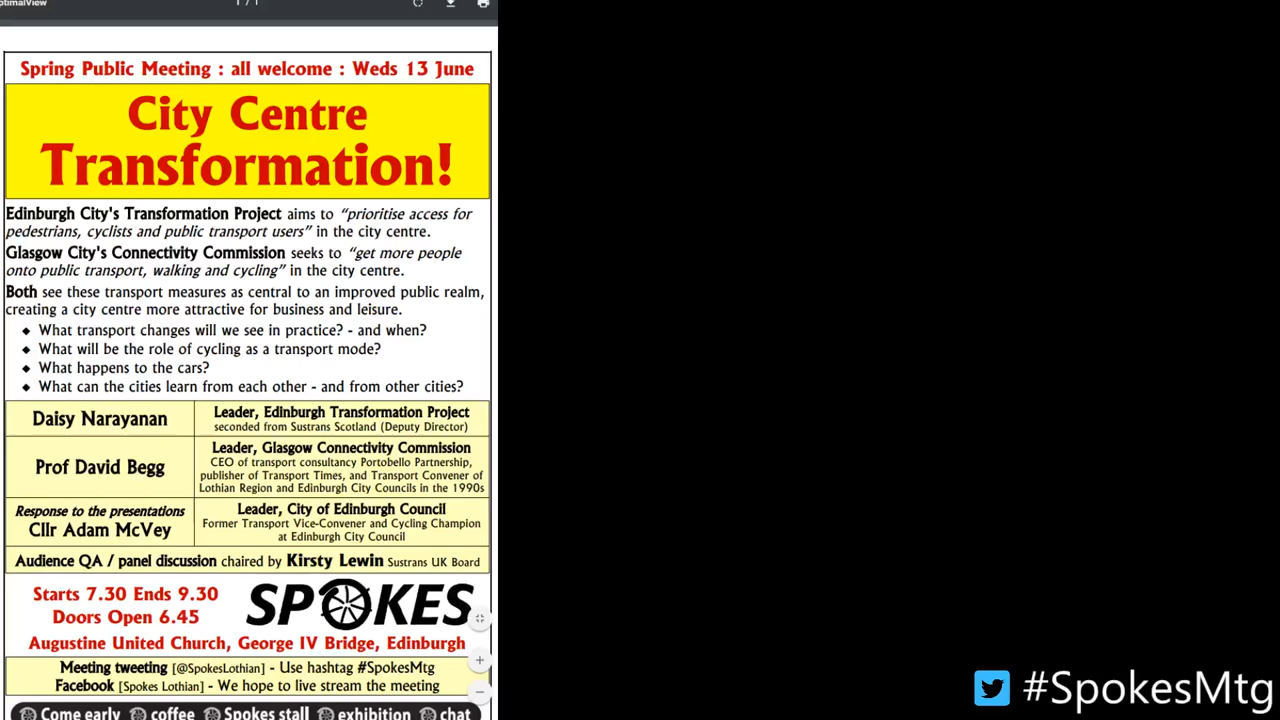 1 / 1
Spring Public Meeting : all welcome : Weds 13 June
City Centre
Transformation!
Edinburgh City's Transformation Project aims to “prioritise access for
pedestrians, cyclists and public transport users” in the city centre.
Glasgow City's Connectivity Commission seeks to “get more people
onto public transport, walking and cycling” in the city centre.
Both see these transport measures as central to an improved public realm,
creating a city centre more attractive for business and leisure.
◆ What transport changes will we see in practice? - and when?
◆ What will be the role of cycling as a transport mode?
◆ What happens to the cars?
◆ What can the cities learn from each other - and from other cities?
Daisy Narayanan
Leader, Edinburgh Transformation Project
seconded from Sustrans Scotland (Deputy Director)
Prof David Begg
Leader, Glasgow Connectivity Commission
CEO of transport consultancy Portobello Partnership,
publisher of Transport Times, and Transport Convener of
Lothian Region and Edinburgh City Councils in the 1990s
Response to the presentations
Cllr Adam McVey
Leader, City of Edinburgh Council
Former Transport Vice-Convener and Cycling Champion
at Edinburgh City Council
Audience QA / panel discussion chaired by Kirsty Lewin Sustrans UK Board
Starts 7.30 Ends 9.30
Doors Open 6.45
SPOKES
Augustine United Church, George IV Bridge, Edinburgh
Meeting tweeting [@SpokesLothian] - Use hashtag #SpokesMtg
Facebook [Spokes Lothian] - We hope to live stream the meeting
Come early coffee Spokes stall exhibition chat
#SpokesMtg